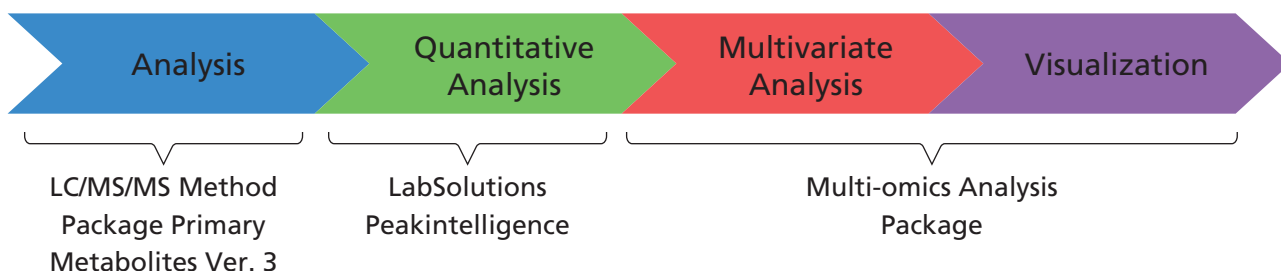 Analysis
Quantitative
Analysis
Multivariate
Analysis
Visualization
LC/MS/MS Method
Package Primary
Metabolites Ver. 3
LabSolutions
Peakintelligence
Multi-omics Analysis
Package